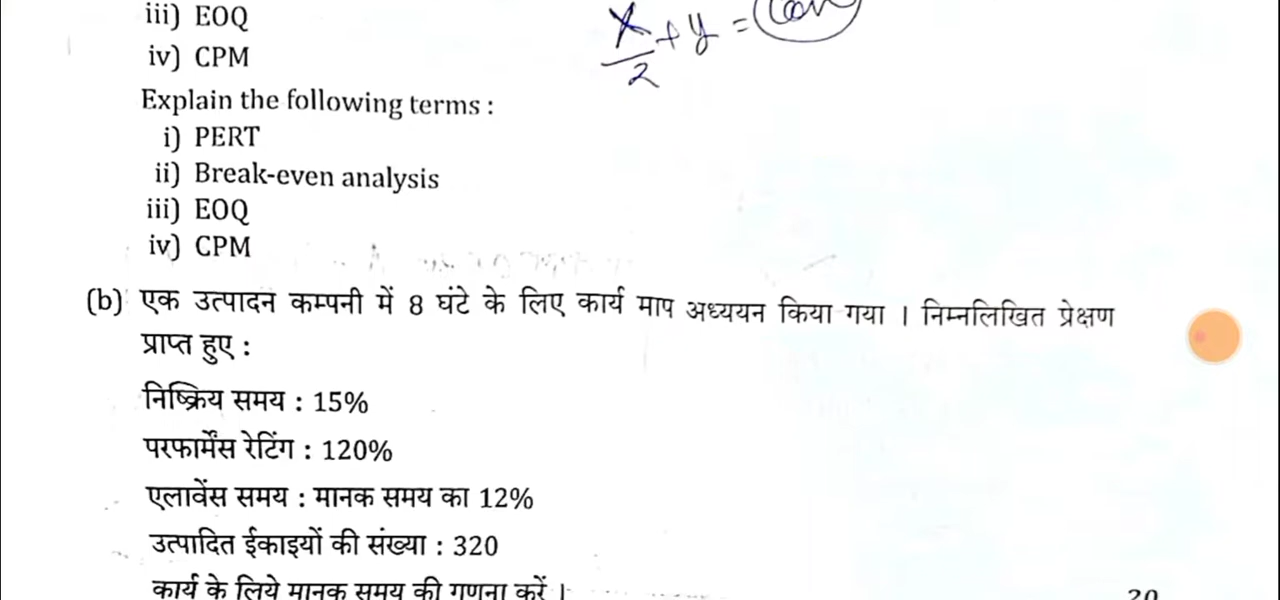 iii) EOQ
x/2 + y =
iv) CPM
Explain the following terms :
i) PERT
ii) Break-even analysis
iii) EOQ
iv) CPM
(b) एक उत्पादन कम्पनी में 8 घंटे के लिए कार्य माप अध्ययन किया गया । निम्नलिखित प्रेक्षण
प्राप्त हुए :
निष्क्रिय समय : 15%
परफार्मेंस रेटिंग : 120%
एलावेंस समय : मानक समय का 12%
उत्पादित ईकाइयों की संख्या : 320
कार्य के लिये मानक समय की गणना करें ।
20